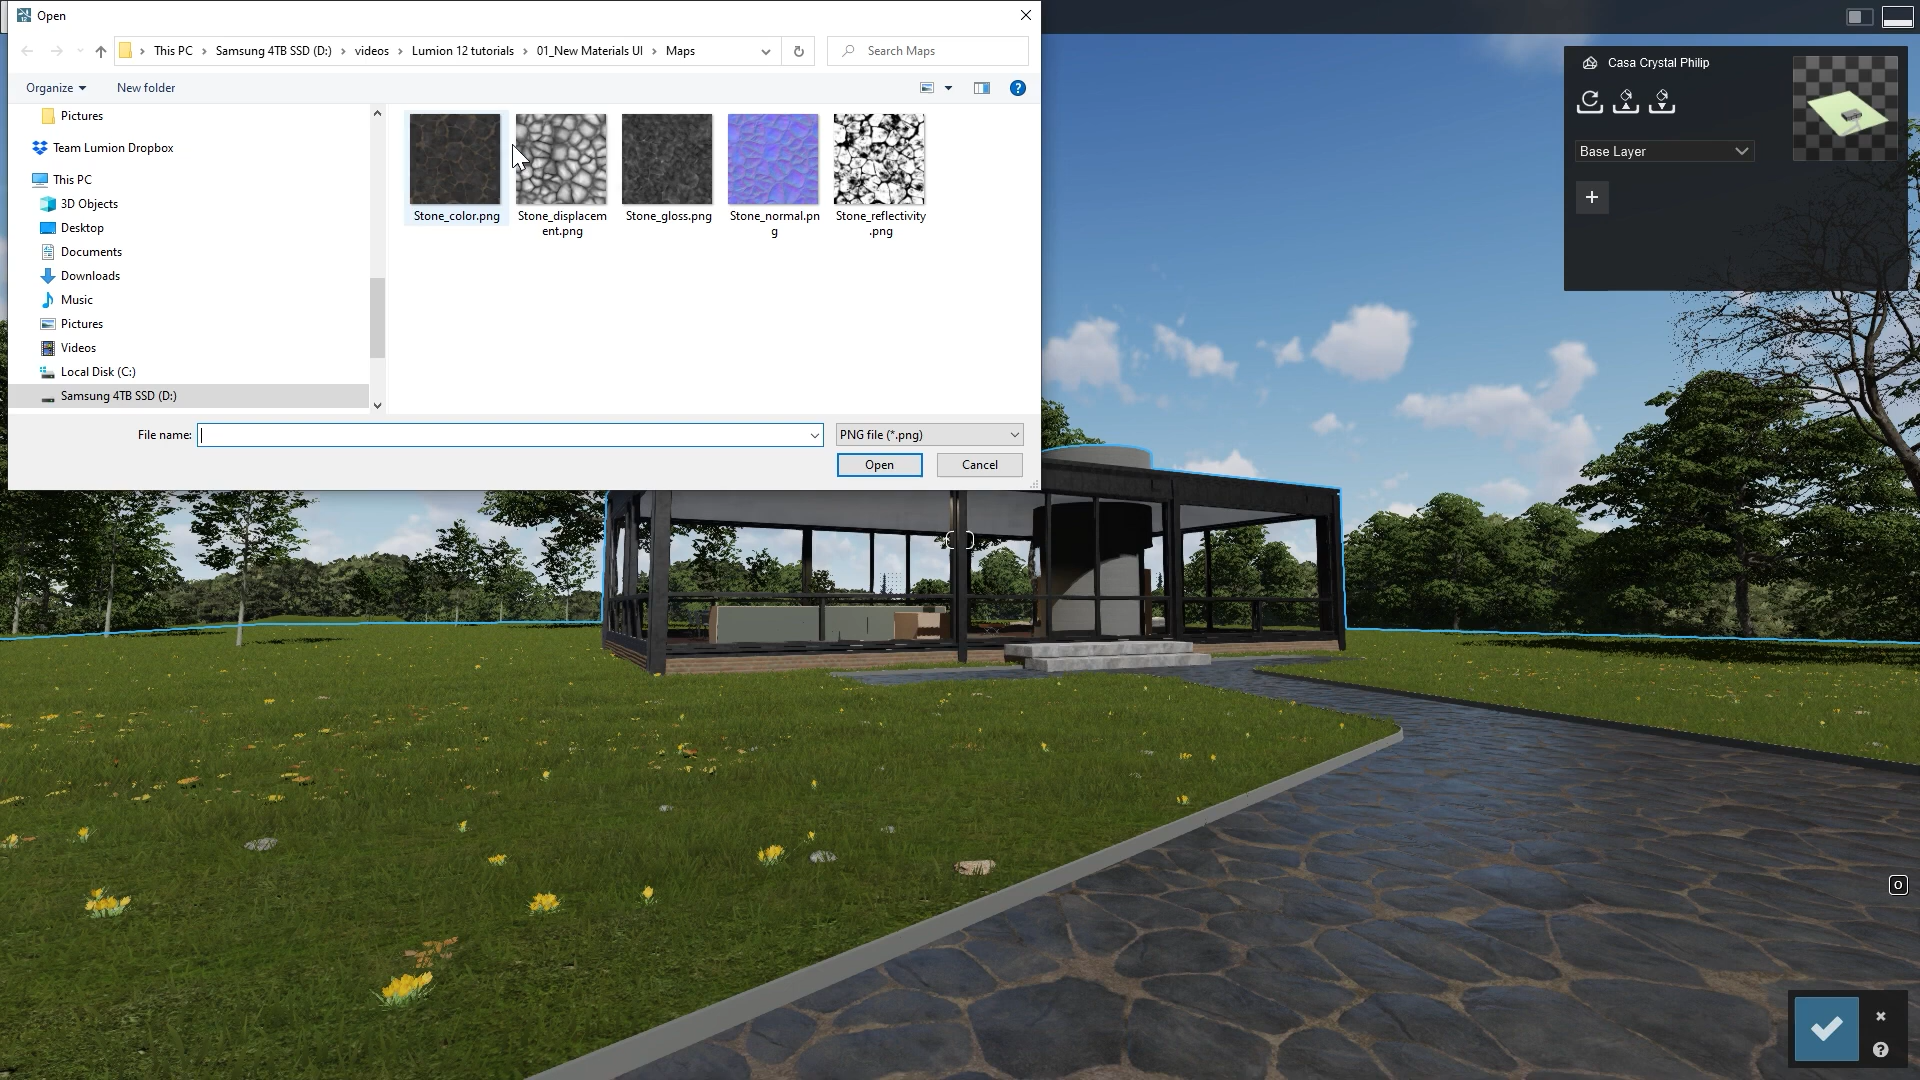 Open
This PC
Samsung 4TB SSD (D:)
videos
Lumion 12 tutorials
01_New Materials UI
Maps
Search Maps
Organize
New folder
Pictures
Team Lumion Dropbox
This PC
3D Objects
Desktop
Documents
Downloads
Music
Pictures
Videos
Local Disk (C:)
Samsung 4TB SSD (D:)
Stone_color.png
Stone_displacem
ent.png
Stone_gloss.png
Stone_normal.pn
g
Stone_reflectivity
.png
File name:
PNG file (*.png)
Open
Cancel
Casa Crystal Philip
Base Layer
O